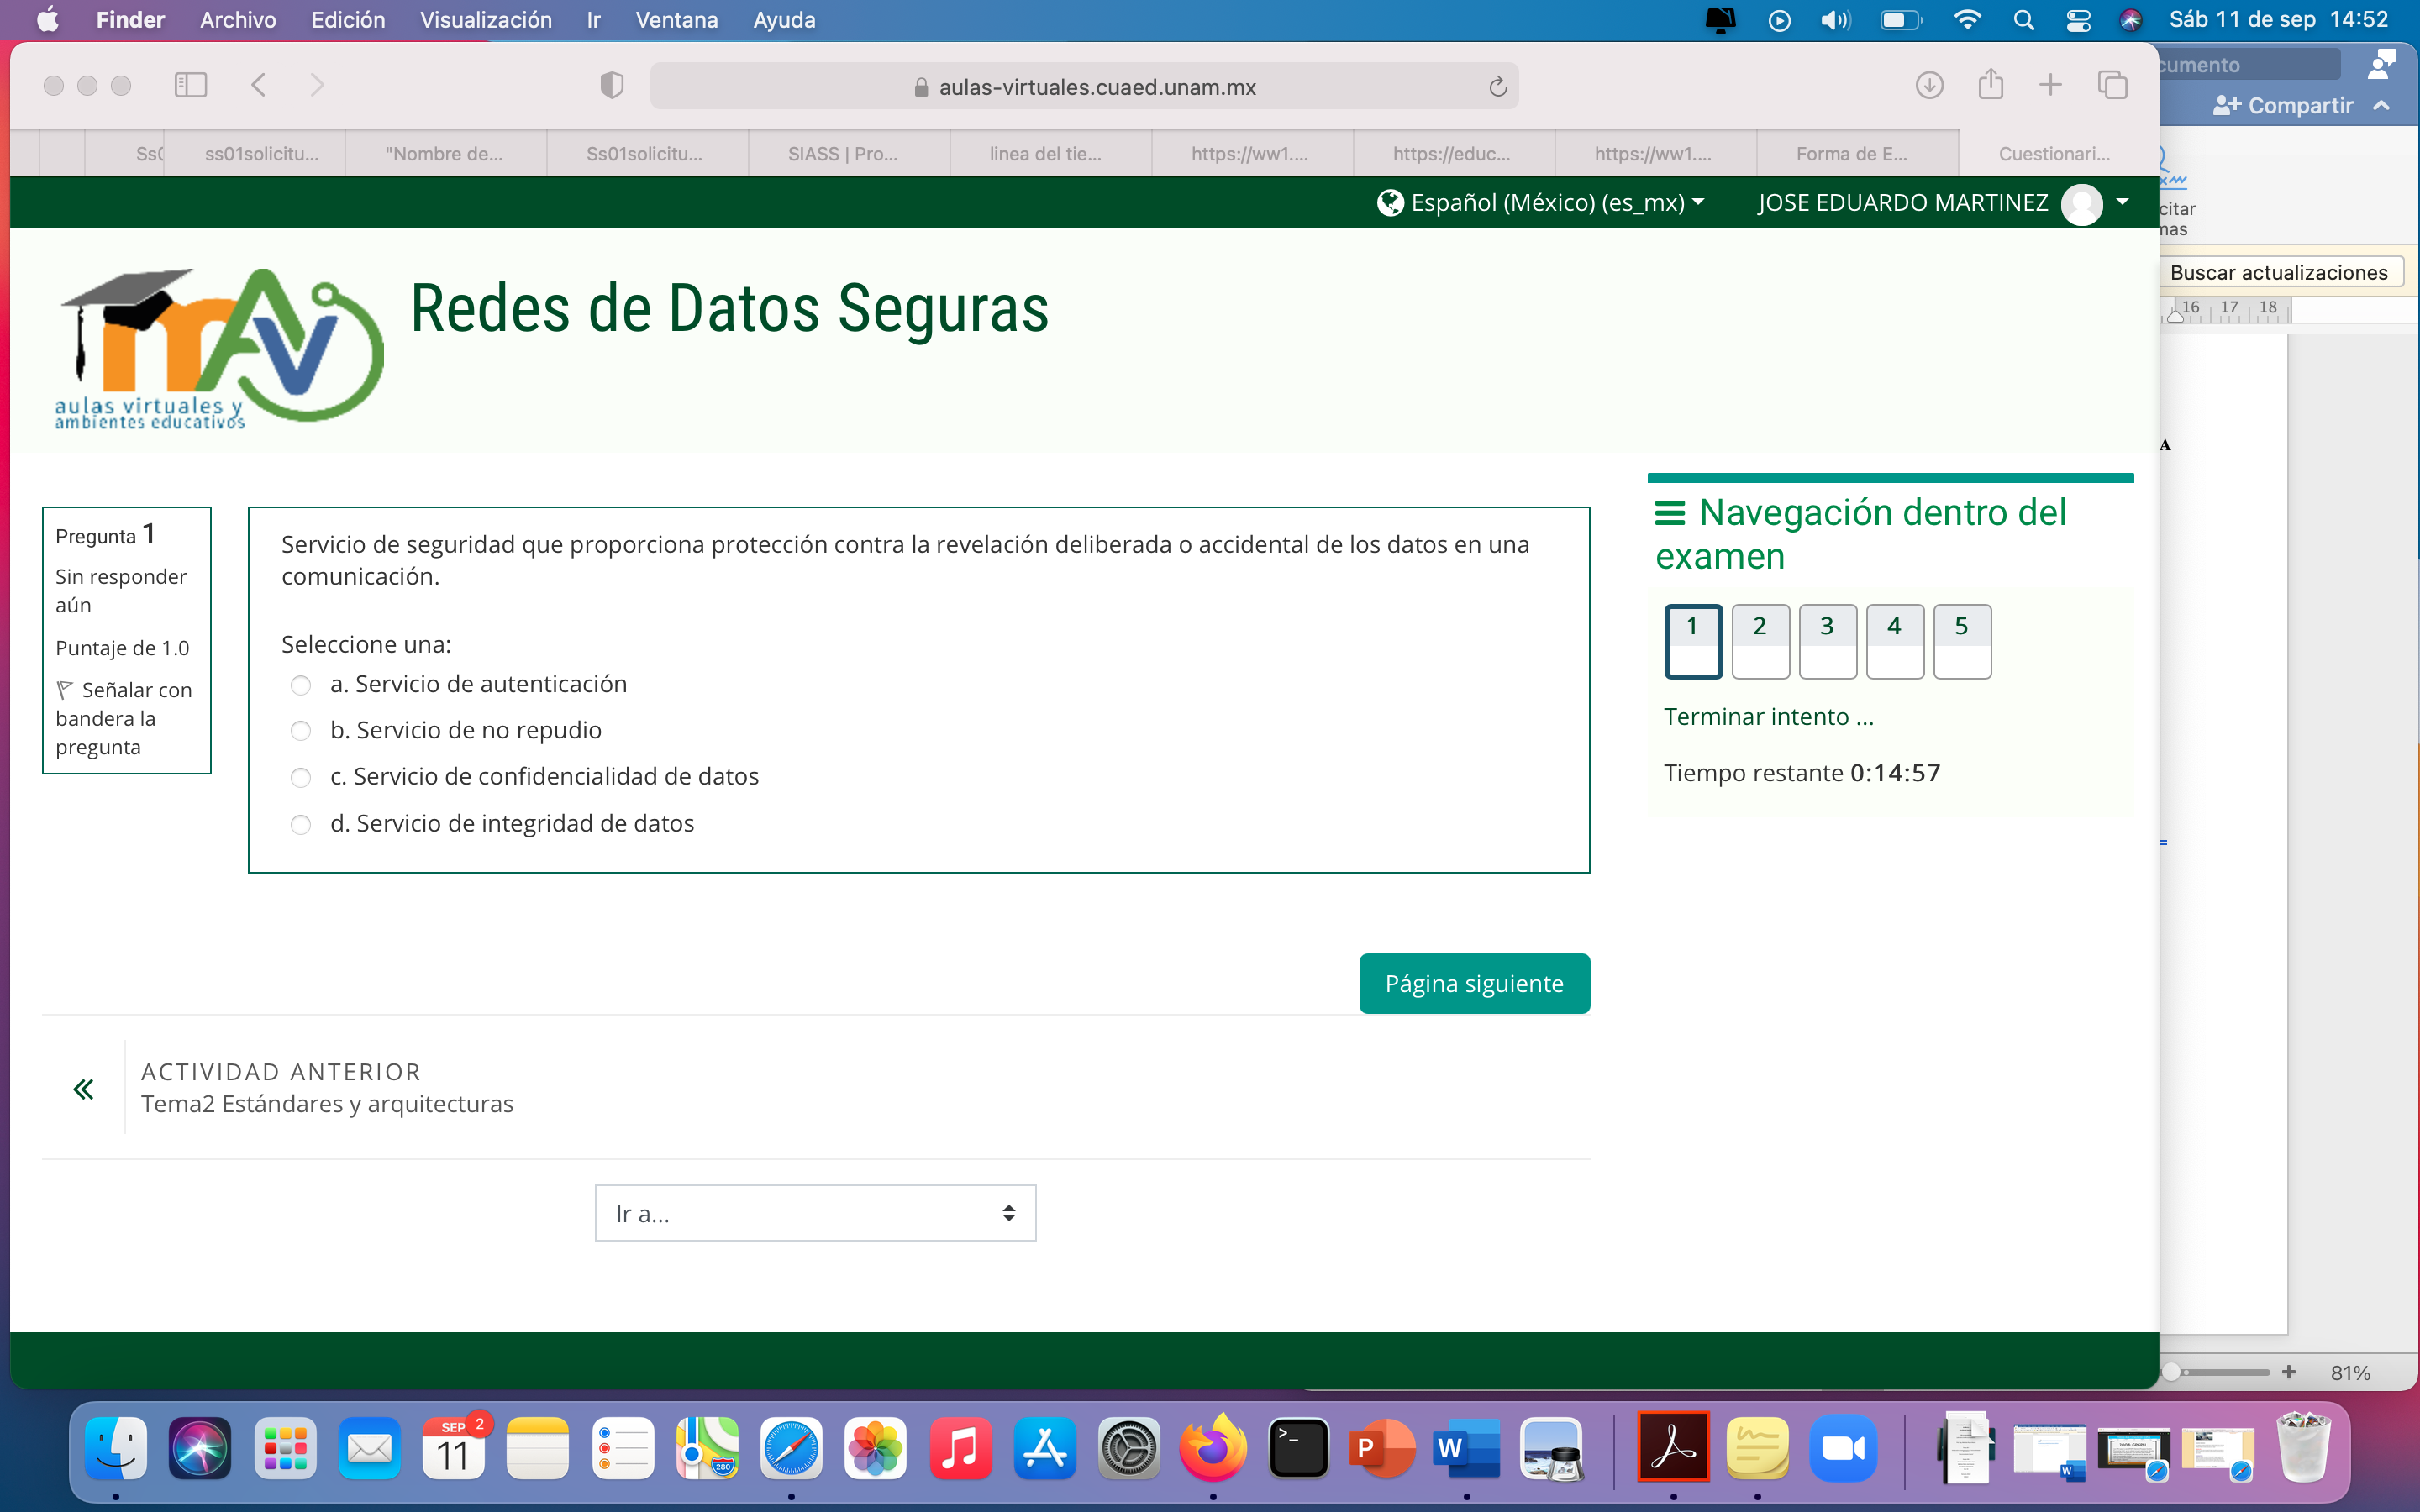 Finder Archivo Edición Visualización Ir Ventana Ayuda Sáb 11 de sep 14:52
aulas-virtuales.cuaed.unam.mx
cumento
Compartir
ss01solicitu... "Nombre de... Ss01solicitu... SIASS | Pro... linea del tie... https://ww1.... https://educ... https://ww1.... Forma de E... Cuestionari...
Español (México) (es_mx) JOSE EDUARDO MARTINEZ
citar
mas
Buscar actualizaciones
16 17 18
Redes de Datos Seguras
aulas virtuales y
ambientes educativos
A
Pregunta 1
Sin responder
aún
Puntaje de 1.0
Señalar con
bandera la
pregunta
Servicio de seguridad que proporciona protección contra la revelación deliberada o accidental de los datos en una
comunicación.
Seleccione una:
a. Servicio de autenticación
b. Servicio de no repudio
c. Servicio de confidencialidad de datos
d. Servicio de integridad de datos
Navegación dentro del
examen
1 2 3 4 5
Terminar intento ...
Tiempo restante 0:14:57
Página siguiente
ACTIVIDAD ANTERIOR
Tema2 Estándares y arquitecturas
Ir a...
81%
SEP 2
11
280
P
W